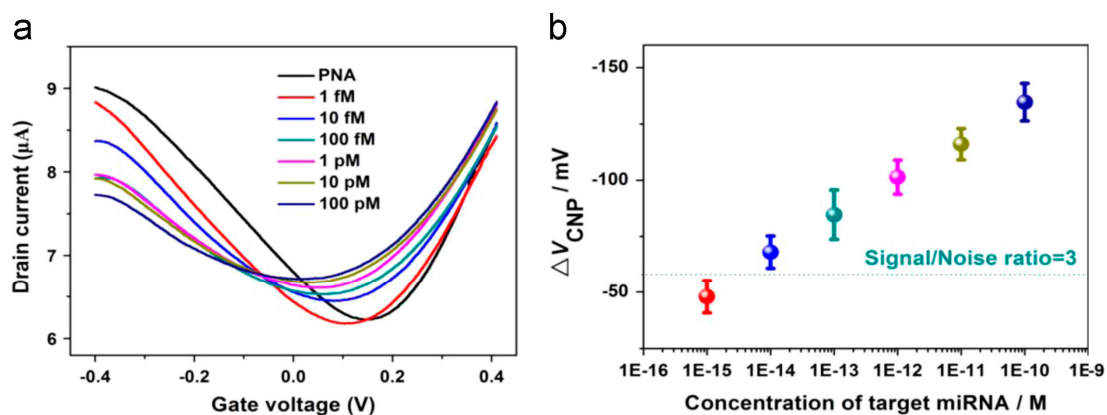 a
Drain current (μA)
9
8
7
6
-0.4
-0.2
0.0
0.2
0.4
Gate voltage (V)
PNA
1 fM
10 fM
100 fM
1 pM
10 pM
100 pM
b
△VCNP / mV
-150
-100
-50
Signal/Noise ratio=3
1E-16 1E-15 1E-14 1E-13 1E-12 1E-11 1E-10 1E-9
Concentration of target miRNA / M